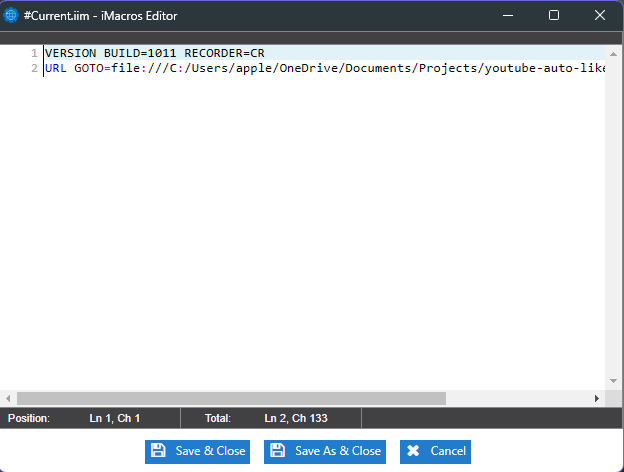 #Current.iim - iMacros Editor
1 VERSION BUILD=1011 RECORDER=CR
2 URL GOTO=file:///C:/Users/apple/OneDrive/Documents/Projects/youtube-auto-like
Position: Ln 1, Ch 1 Total: Ln 2, Ch 133
Save & Close Save As & Close Cancel